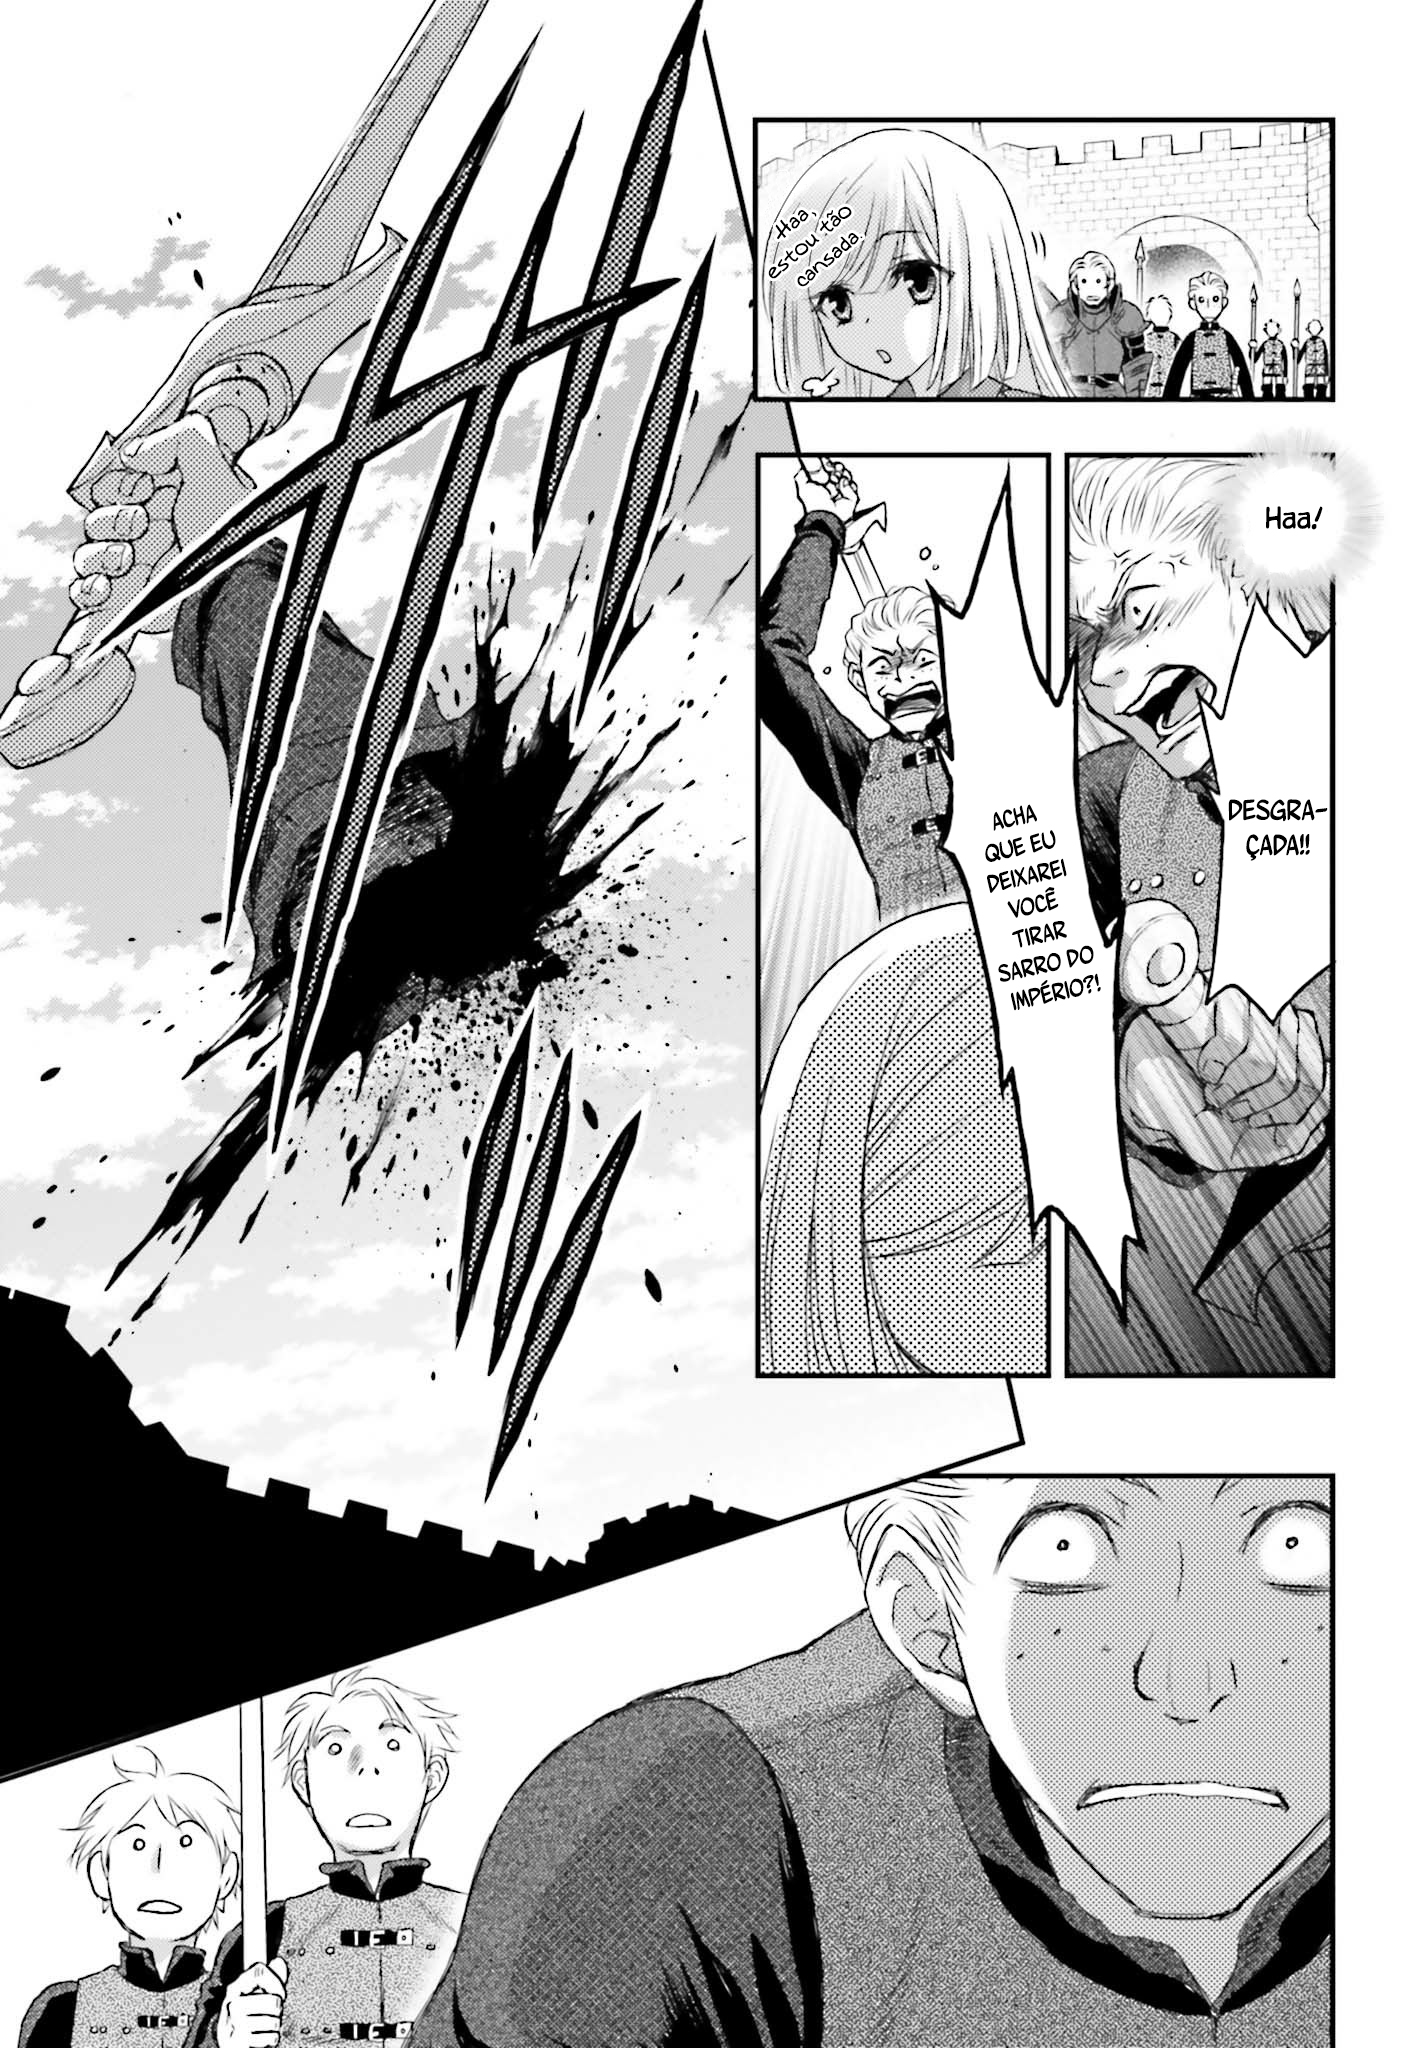 Haa,
estou tão
cansada.
Haa!
DESGRA-
ÇADA!!
ACHA
QUE EU
DEIXAREI
VOCÊ
TIRAR
SARRO DO
IMPÉRIO?!